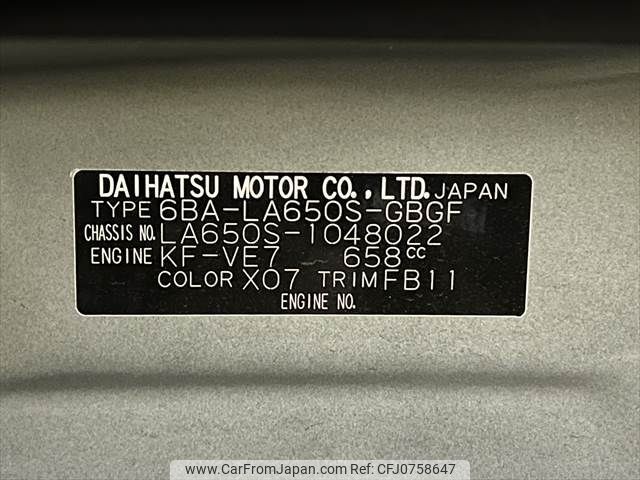 DAIHATSU MOTOR CO., LTD. JAPAN
TYPE 6BA-LA650S-GBGF
CHASSIS NO. LA650S-1048022
ENGINE KF-VE7 658cc
COLOR X07 TRIM FB11
ENGINE NO.
www.CarFromJapan.com | CFJ0758647